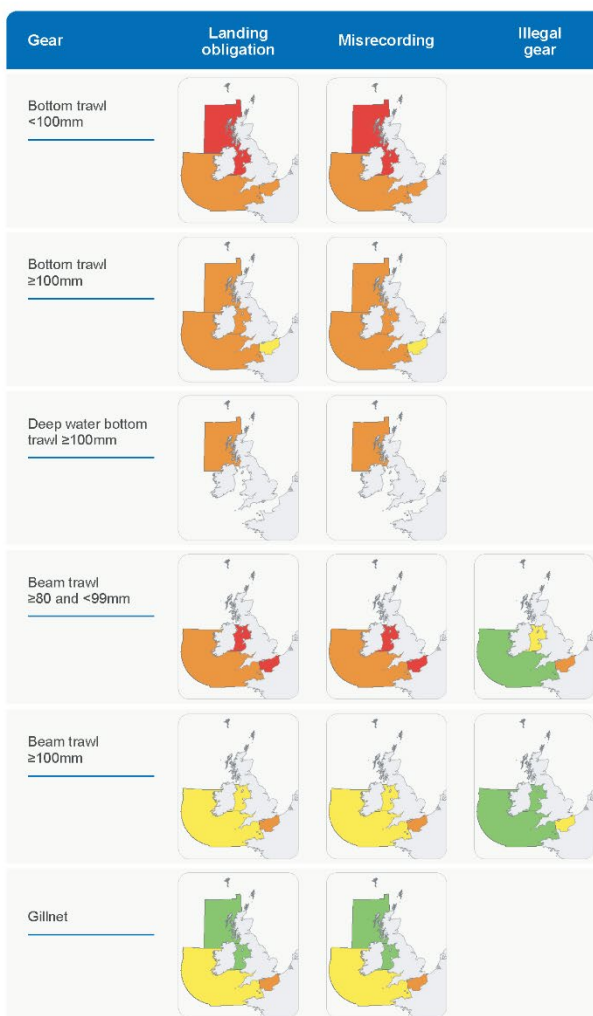 Gear
Landing
obligation
Misrecording
Illegal
gear
Bottom trawl
<100mm
Bottom trawl
≥100mm
Deep water bottom
trawl ≥100mm
Beam trawl
≥80 and <99mm
Beam trawl
≥100mm
Gillnet